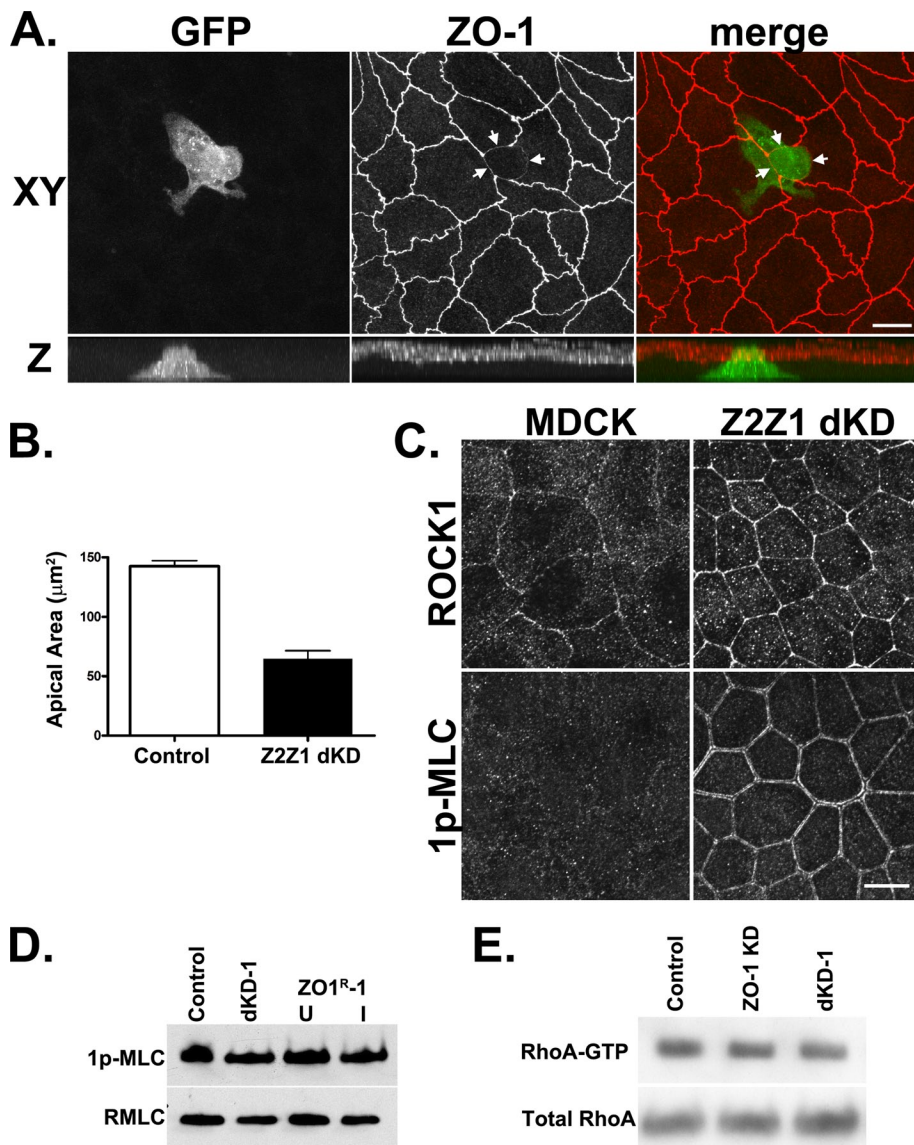 A.
GFP ZO-1 merge
XY
Z
B.
Apical Area (μm²)
150
100
50
0
Control Z2Z1 dKD
C.
MDCK Z2Z1 dKD
ROCK1
1p-MLC
D.
Control dKD-1 ZO1ᴿ-1
U I
1p-MLC
RMLC
E.
Control ZO-1 KD dKD-1
RhoA-GTP
Total RhoA